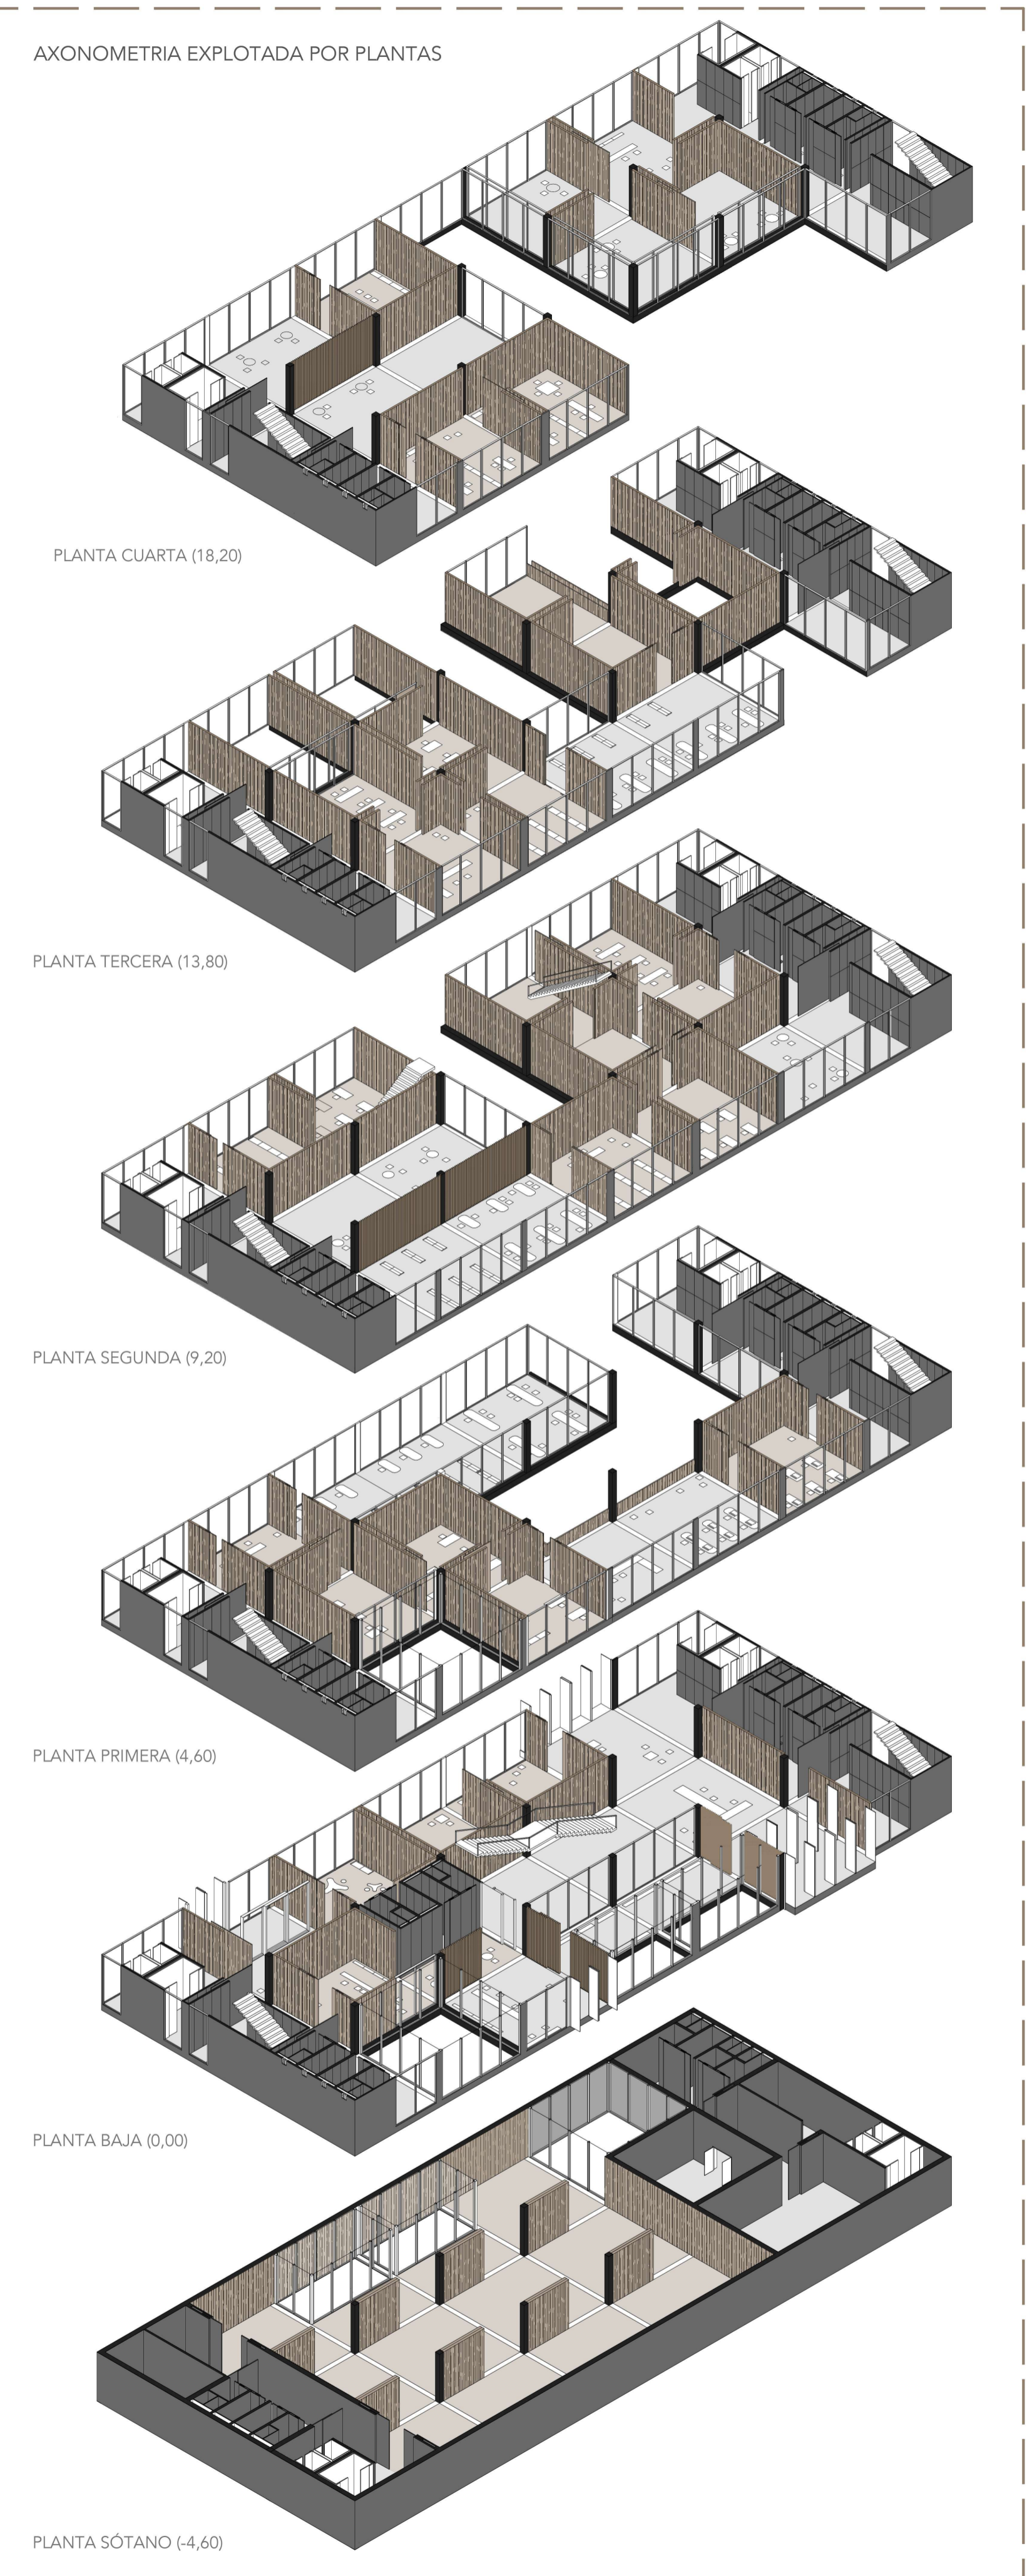 AXONOMETRIA EXPLOTADA POR PLANTAS
PLANTA CUARTA (18,20)
PLANTA TERCERA (13,80)
PLANTA SEGUNDA (9,20)
PLANTA PRIMERA (4,60)
PLANTA BAJA (0,00)
PLANTA SÓTANO (-4,60)